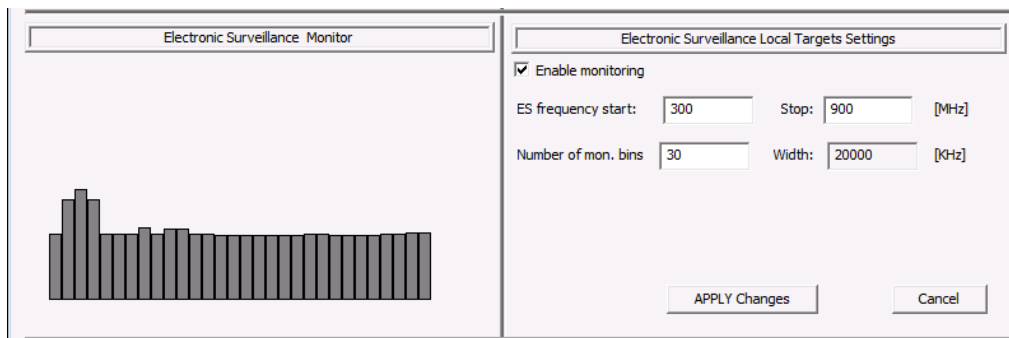 Electronic Surveillance  Monitor
Electronic Surveillance Local Targets Settings
Enable monitoring
ES frequency start: 300 Stop: 900 [MHz]
Number of mon. bins 30 Width: 20000 [KHz]
APPLY Changes Cancel